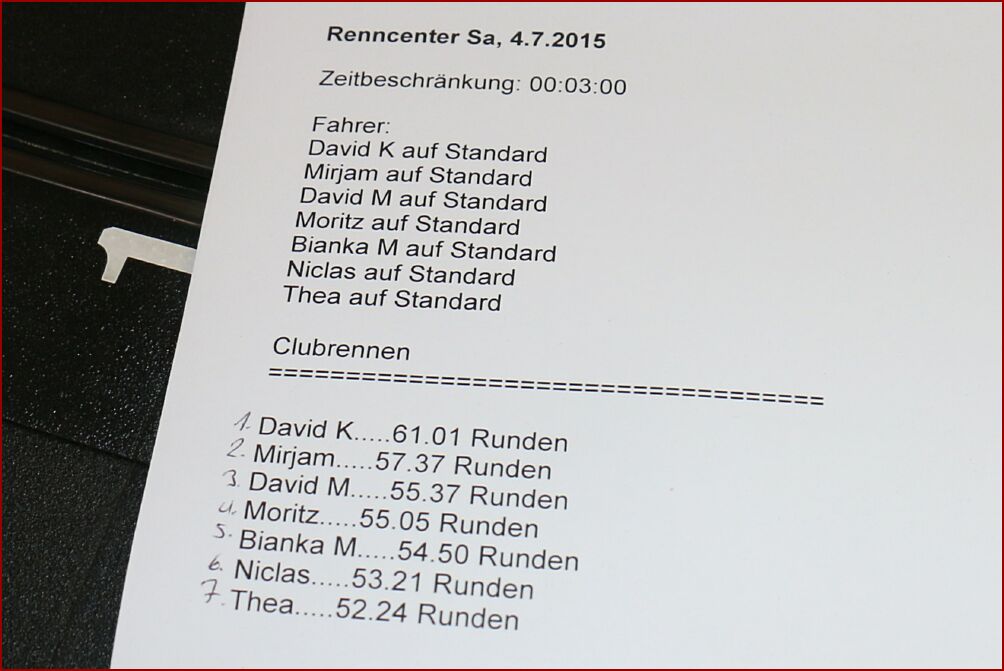 Renncenter Sa, 4.7.2015
Zeitbeschränkung: 00:03:00
Fahrer:
David K auf Standard
Mirjam auf Standard
David M auf Standard
Moritz auf Standard
Bianka M auf Standard
Niclas auf Standard
Thea auf Standard
Clubrennen
====================================
1. David K.....61.01 Runden
2. Mirjam.....57.37 Runden
3. David M.....55.37 Runden
4. Moritz.....55.05 Runden
5. Bianka M.....54.50 Runden
6. Niclas.....53.21 Runden
7. Thea.....52.24 Runden